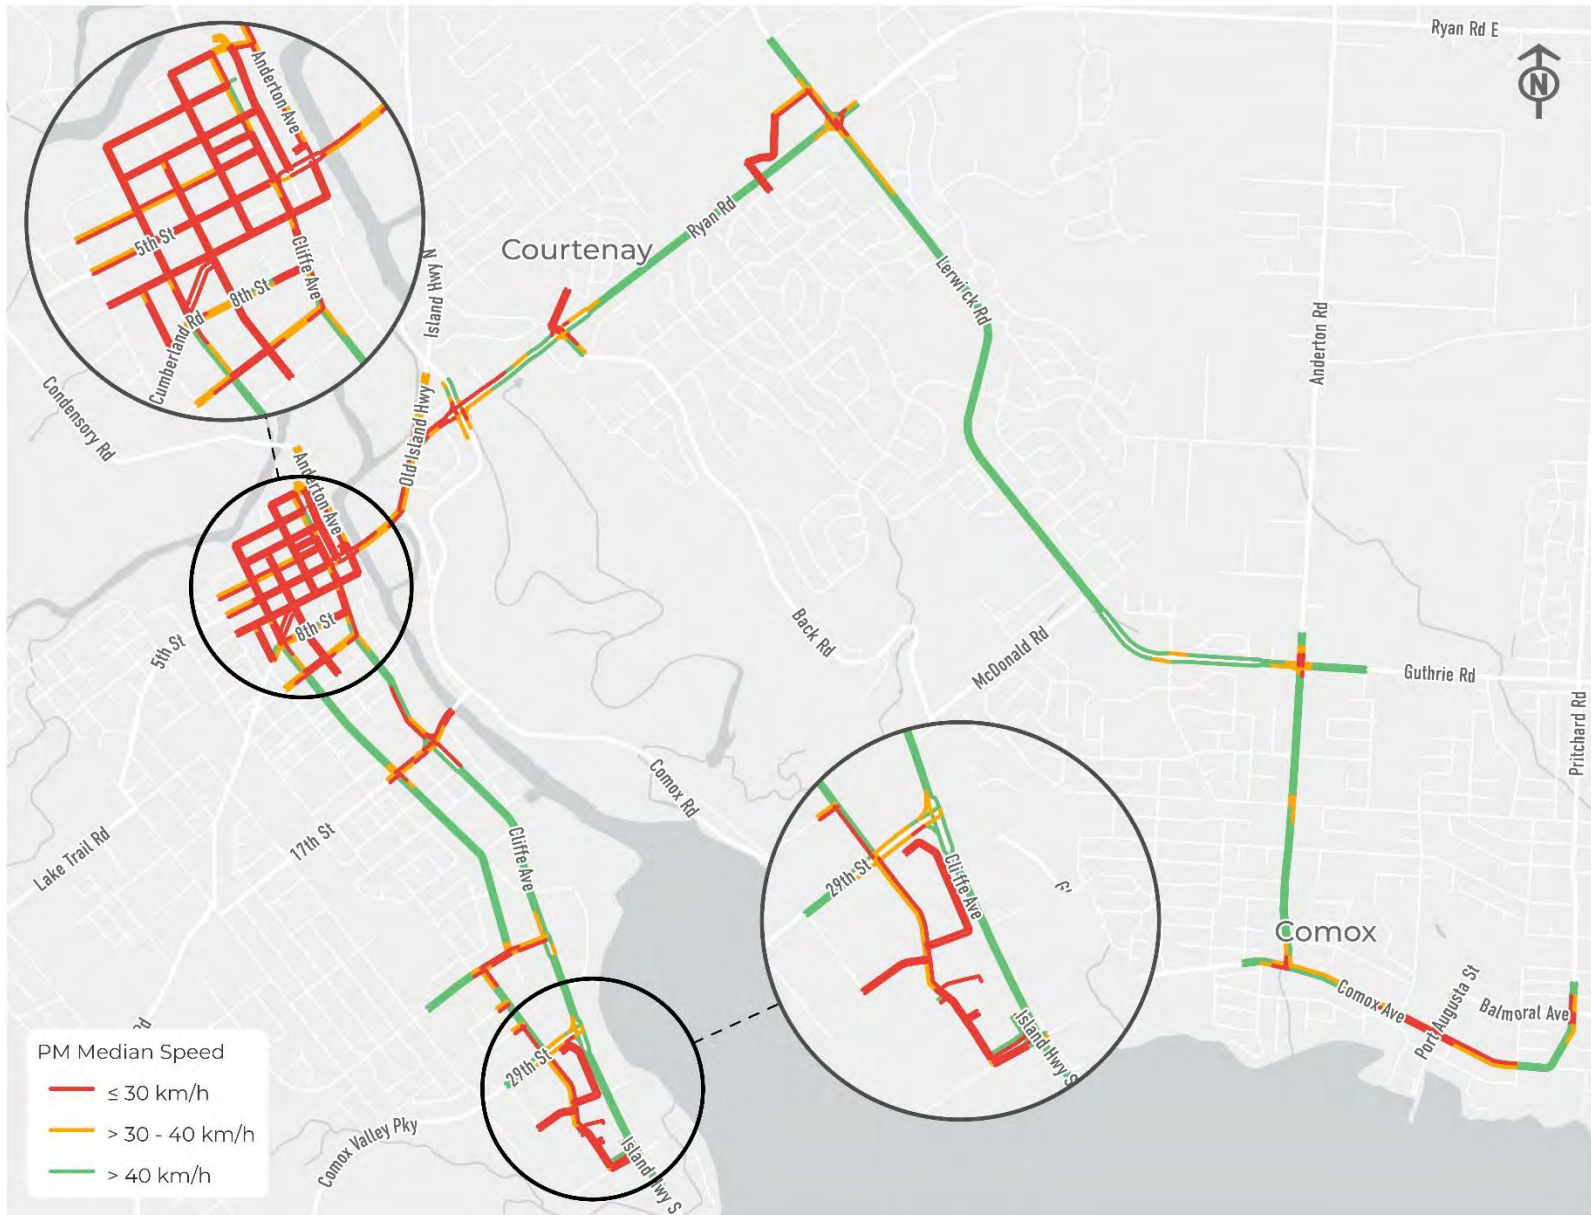 Ryan Rd E
N
Anderton Ave
5th St
Cliffe Ave
8th St
Cumberland Rd
Condensory Rd
Island Hwy N
Courtenay
Ryan Rd
Lerwick Rd
Anderton Rd
Old Island Hwy
Anderton Ave
8th St
5th St
Back Rd
McDonald Rd
Guthrie Rd
Pritchard Rd
Comox Rd
17th St
Lake Trail Rd
Cliffe Ave
29th St
Cliffe Ave
Island Hwy S
Comox
Comox Ave
Port Augusta St
Balmoral Ave
29th St
Comox Valley Pky
Island Hwy S
PM Median Speed
≤ 30 km/h
> 30 - 40 km/h
> 40 km/h